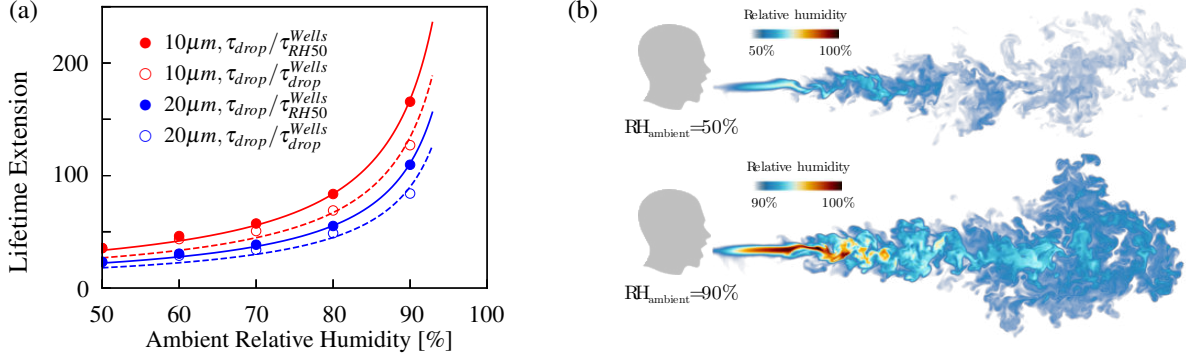 (a)
10μm, τ_drop/τ^Wells_RH50
10μm, τ_drop/τ^Wells_drop
20μm, τ_drop/τ^Wells_RH50
20μm, τ_drop/τ^Wells_drop
Lifetime Extension
200
100
0
50 60 70 80 90 100
Ambient Relative Humidity [%]
(b)
Relative humidity
50% 100%
RH_ambient=50%
Relative humidity
90% 100%
RH_ambient=90%